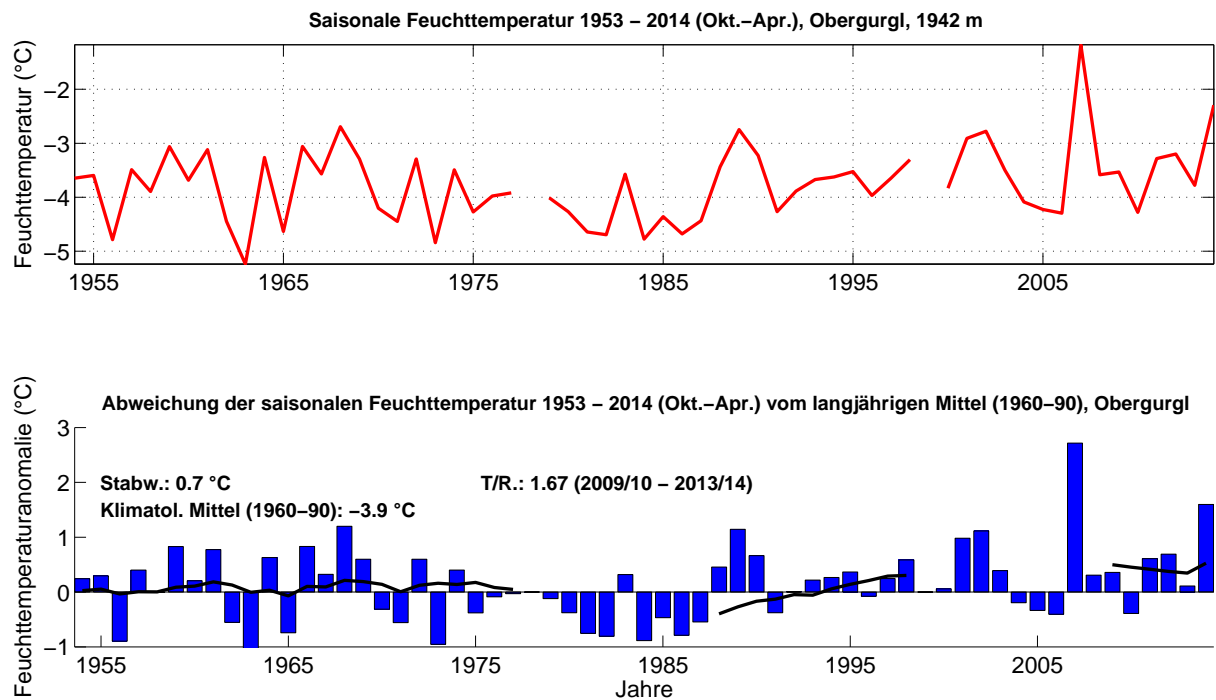 Saisonale Feuchttemperatur 1953 – 2014 (Okt.–Apr.), Obergurgl, 1942 m
Feuchttemperatur (°C)
−2
−3
−4
−5
1955 1965 1975 1985 1995 2005
Abweichung der saisonalen Feuchttemperatur 1953 – 2014 (Okt.–Apr.) vom langjährigen Mittel (1960–90), Obergurgl
Feuchttemperaturanomalie (°C)
3
2
1
0
−1
Stabw.: 0.7 °C
T/R.: 1.67 (2009/10 – 2013/14)
Klimatol. Mittel (1960–90): −3.9 °C
1955 1965 1975 1985 1995 2005
Jahre